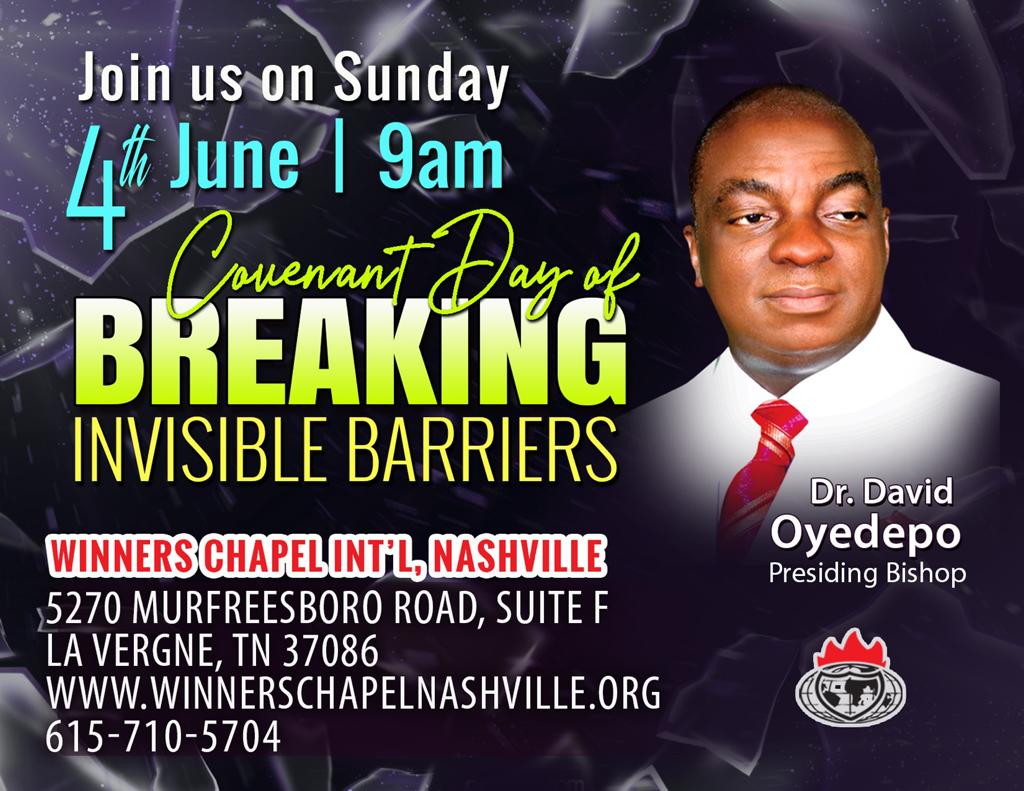 Join us on Sunday
4th June | 9am
Covenant Day of
BREAKING
INVISIBLE BARRIERS
WINNERS CHAPEL INT'L, NASHVILLE
5270 MURFREESBORO ROAD, SUITE F
LA VERGNE, TN 37086
WWW.WINNERSCHAPELNASHVILLE.ORG
615-710-5704
Dr. David
Oyedepo
Presiding Bishop